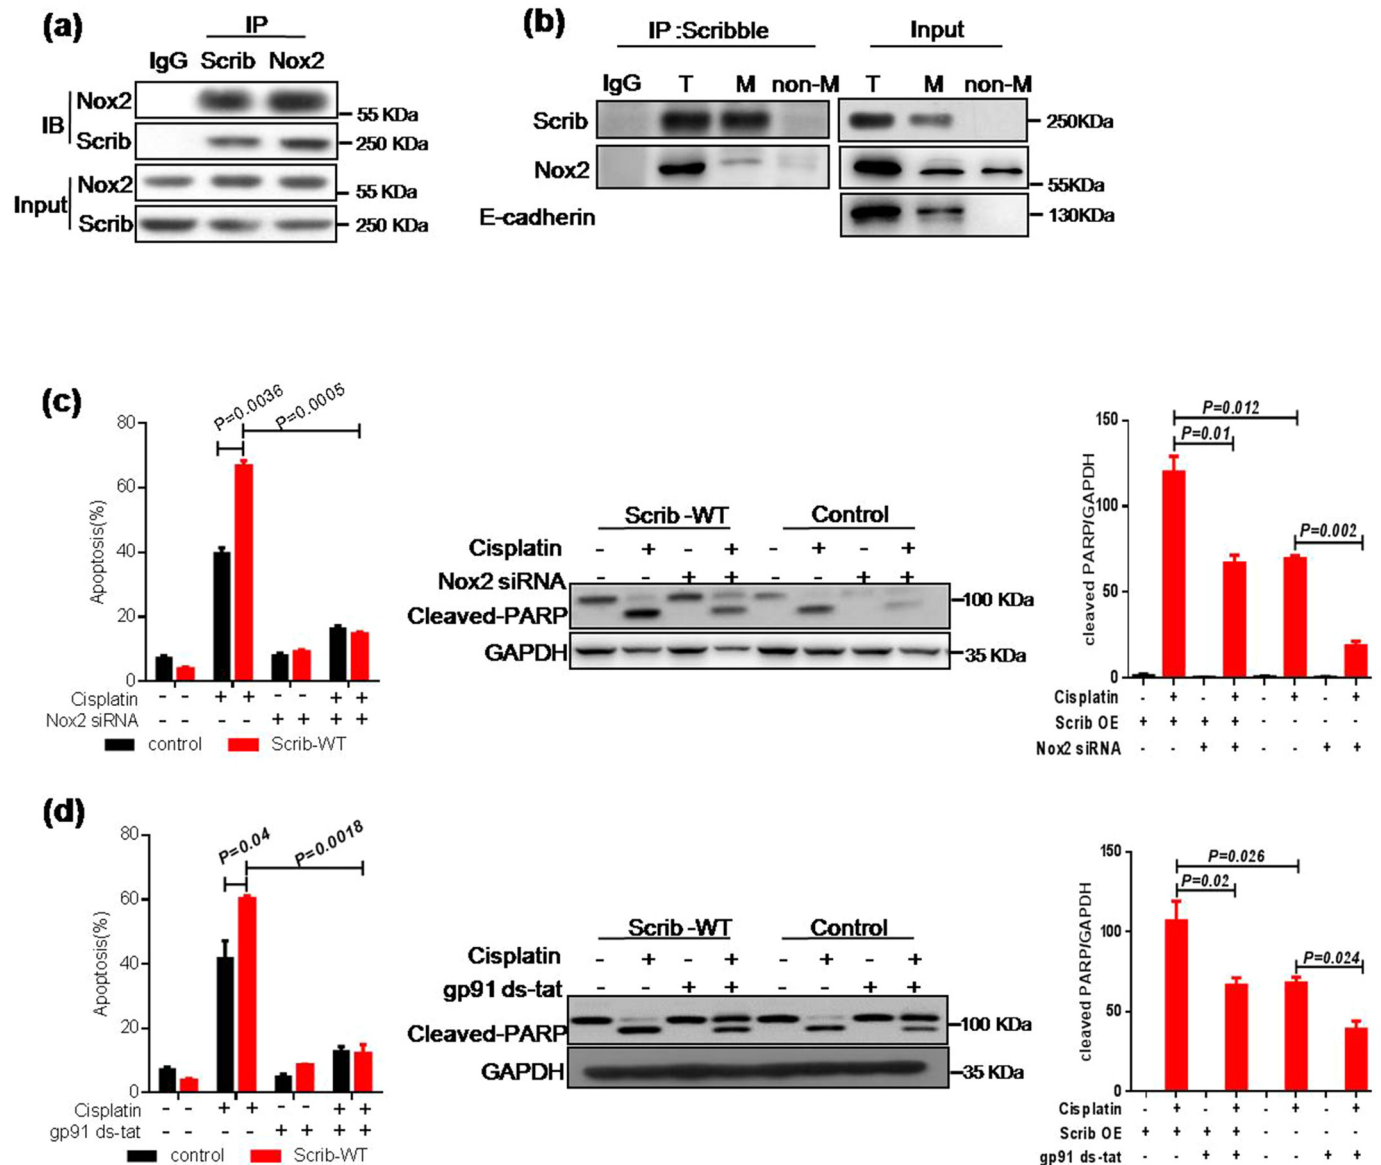 (a)
IP
IgG Scrib Nox2
IB
Nox2
55 KDa
Scrib
250 KDa
Input
Nox2
55 KDa
Scrib
250 KDa
(b)
IP :Scribble
Input
IgG T M non-M
T M non-M
Scrib
250KDa
Nox2
55KDa
E-cadherin
130KDa
(c)
P=0.0036
P=0.0005
Apoptosis(%)
80
60
40
20
0
Cisplatin - - + + - - + +
Nox2 siRNA - - - - + + + +
control Scrib-WT
Scrib -WT Control
Cisplatin - + - + - + - +
Nox2 siRNA - - + + - - + +
Cleaved-PARP
100 KDa
GAPDH
35 KDa
cleaved PARP/GAPDH
150
100
50
0
P=0.012
P=0.01
P=0.002
Cisplatin - + - + - + - +
Scrib OE + + + + - - - -
Nox2 siRNA - - + + - - + +
(d)
P=0.04
P=0.0018
Apoptosis(%)
80
60
40
20
0
Cisplatin - - + + - - + +
gp91 ds-tat - - - - + + + +
control Scrib-WT
Scrib -WT Control
Cisplatin - + - + - + - +
gp91 ds-tat - - + + - - + +
Cleaved-PARP
100 KDa
GAPDH
35 KDa
cleaved PARP/GAPDH
150
100
50
0
P=0.026
P=0.02
P=0.024
Cisplatin - + - + - + - +
Scrib OE + + + + - - - -
gp91 ds-tat - - + + - - + +